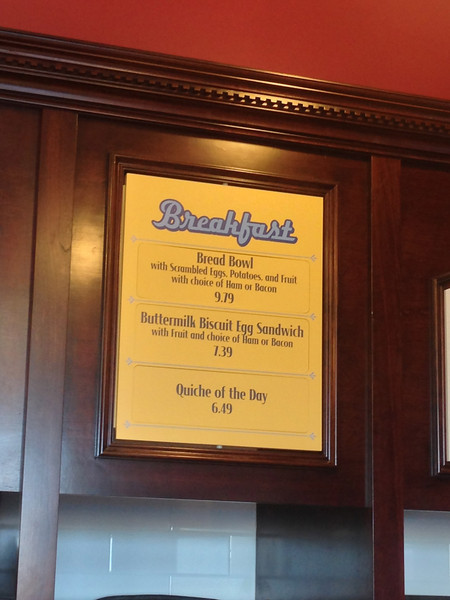 Breakfast
Bread Bowl
with Scrambled Eggs, Potatoes, and Fruit
with choice of Ham or Bacon
9.79
Buttermilk Biscuit Egg Sandwich
with Fruit and choice of Ham or Bacon
7.39
Quiche of the Day
6.49